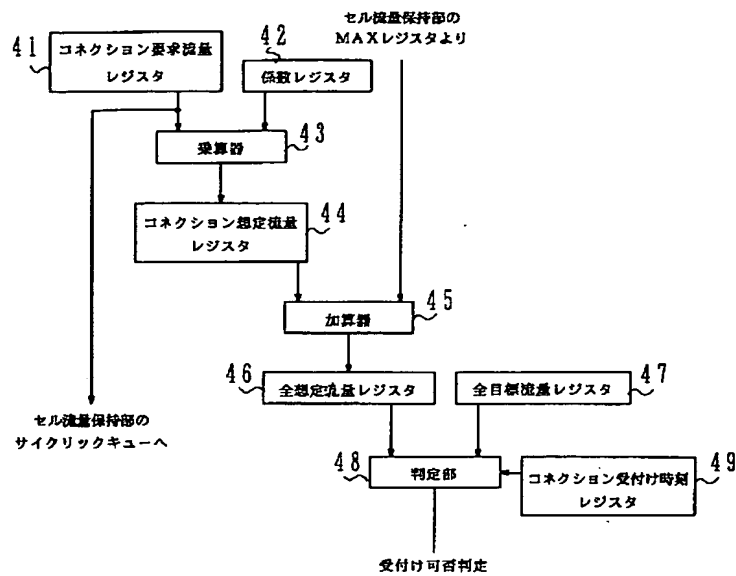 セル流量保持部の
MAXレジスタより
41
コネクション要求流量
レジスタ
42
係数レジスタ
43
乗算器
44
コネクション想定流量
レジスタ
45
加算器
46
全想定流量レジスタ
47
全目標流量レジスタ
セル流量保持部の
サイクリックキューへ
48
判定部
49
コネクション受付け時刻
レジスタ
受付け可否判定